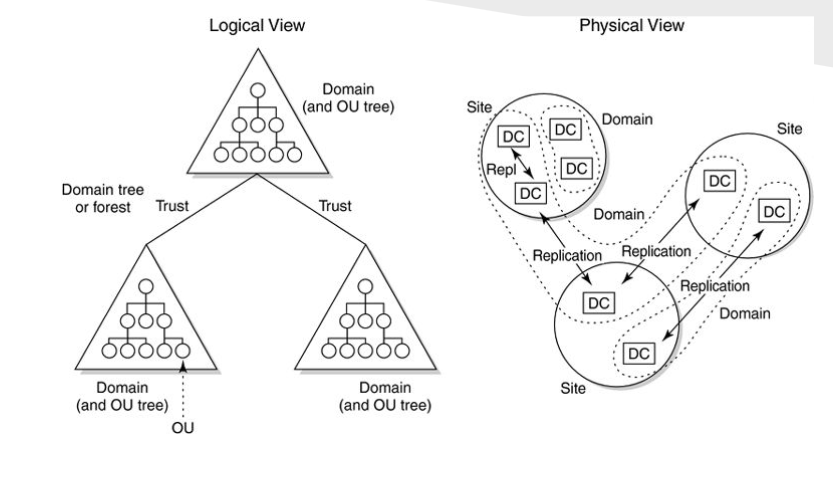 Logical View
Domain
(and OU tree)
Domain tree
or forest
Trust
Trust
Domain
(and OU tree)
OU
Domain
(and OU tree)
Physical View
Site
DC
DC
Domain
Repl
DC
DC
Site
DC
DC
Domain
Replication
Replication
DC
Replication
Domain
DC
Site